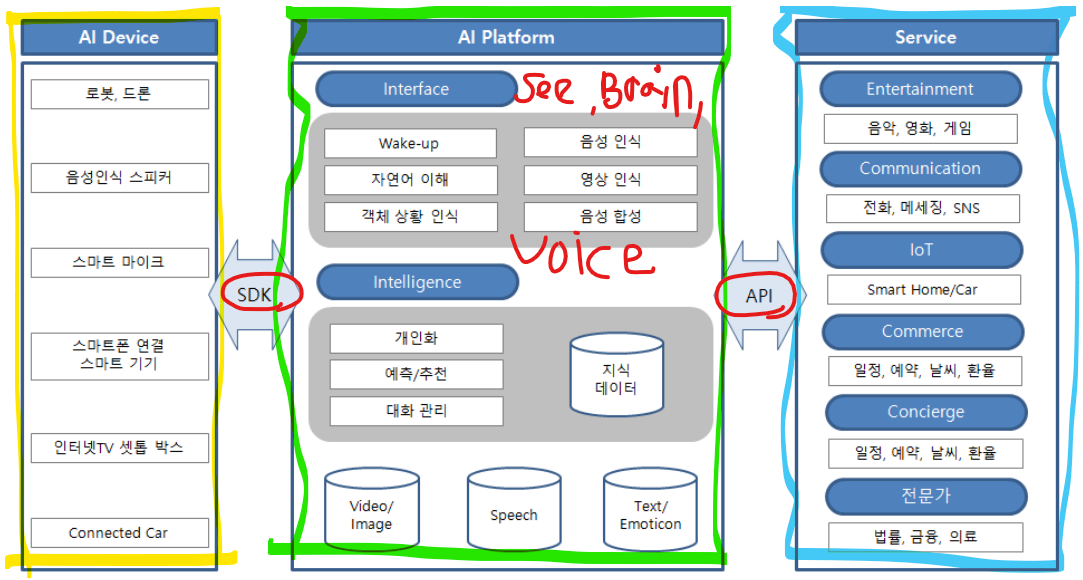 AI Device
로봇, 드론
음성인식 스피커
스마트 마이크
스마트폰 연결
스마트 기기
인터넷TV 셋톱 박스
Connected Car
SDK
AI Platform
Interface
See, Brain,
Wake-up
음성 인식
자연어 이해
영상 인식
객체 상황 인식
음성 합성
Voice
Intelligence
개인화
예측/추천
대화 관리
지식
데이터
Video/
Image
Speech
Text/
Emoticon
API
Service
Entertainment
음악, 영화, 게임
Communication
전화, 메세징, SNS
IoT
Smart Home/Car
Commerce
일정, 예약, 날씨, 환율
Concierge
일정, 예약, 날씨, 환율
전문가
법률, 금융, 의료